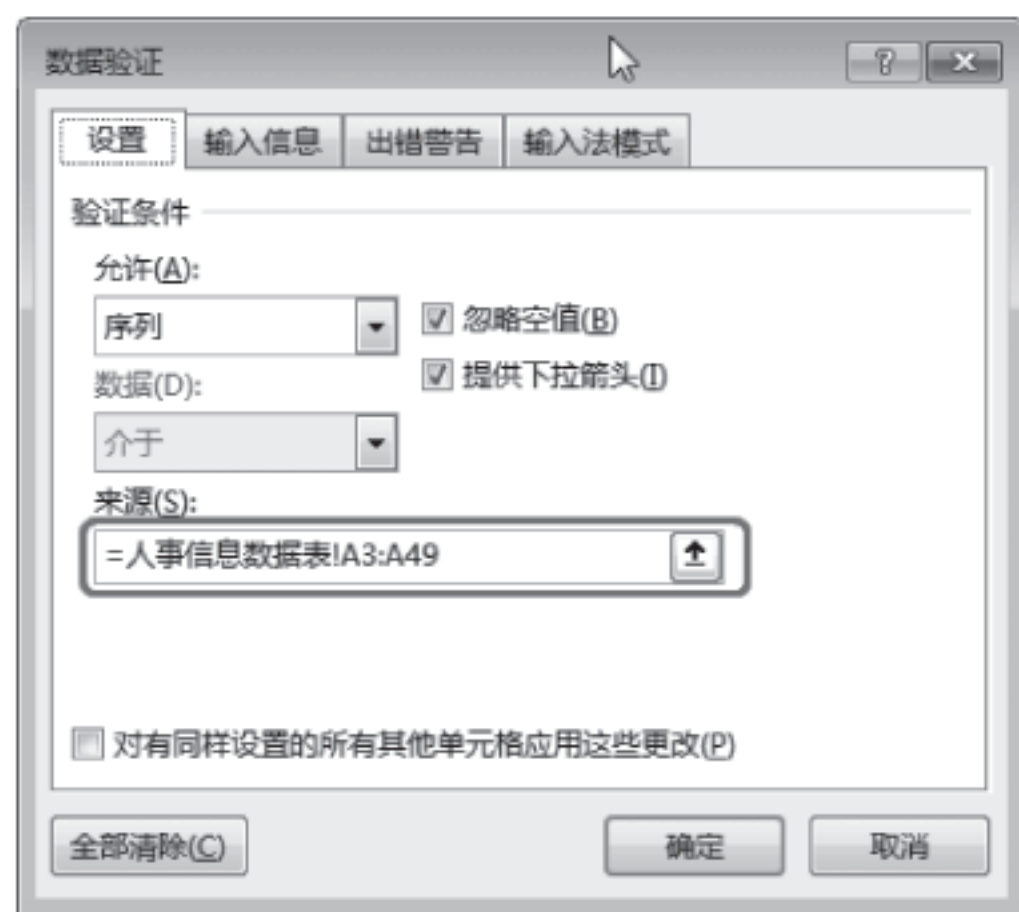 数据验证
设置 输入信息 出错警告 输入法模式
验证条件
允许(A):
序列 忽略空值(B)
数据(D): 提供下拉箭头(I)
介于
来源(S):
=人事信息数据表!A3:A49
对有同样设置的所有其他单元格应用这些更改(P)
全部清除(C) 确定 取消